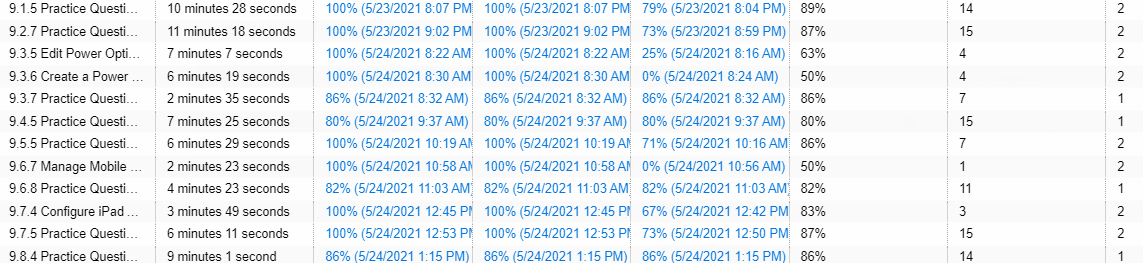 9.1.5 Practice Questi... 10 minutes 28 seconds 100% (5/23/2021 8:07 PM 100% (5/23/2021 8:07 PM 79% (5/23/2021 8:04 PM) 89% 14 2
9.2.7 Practice Questi... 11 minutes 18 seconds 100% (5/23/2021 9:02 PM 100% (5/23/2021 9:02 PM 73% (5/23/2021 8:59 PM) 87% 15 2
9.3.5 Edit Power Opti... 7 minutes 7 seconds 100% (5/24/2021 8:22 AM 100% (5/24/2021 8:22 AM 25% (5/24/2021 8:16 AM) 63% 4 2
9.3.6 Create a Power ... 6 minutes 19 seconds 100% (5/24/2021 8:30 AM 100% (5/24/2021 8:30 AM 0% (5/24/2021 8:24 AM) 50% 4 2
9.3.7 Practice Questi... 2 minutes 35 seconds 86% (5/24/2021 8:32 AM) 86% (5/24/2021 8:32 AM) 86% (5/24/2021 8:32 AM) 86% 7 1
9.4.5 Practice Questi... 7 minutes 25 seconds 80% (5/24/2021 9:37 AM) 80% (5/24/2021 9:37 AM) 80% (5/24/2021 9:37 AM) 80% 15 1
9.5.5 Practice Questi... 6 minutes 29 seconds 100% (5/24/2021 10:19 AM 100% (5/24/2021 10:19 A 71% (5/24/2021 10:16 AM 86% 7 2
9.6.7 Manage Mobile ... 2 minutes 23 seconds 100% (5/24/2021 10:58 AM 100% (5/24/2021 10:58 A 0% (5/24/2021 10:56 AM) 50% 1 2
9.6.8 Practice Questi... 4 minutes 23 seconds 82% (5/24/2021 11:03 AM) 82% (5/24/2021 11:03 AM 82% (5/24/2021 11:03 AM) 82% 11 1
9.7.4 Configure iPad ... 3 minutes 49 seconds 100% (5/24/2021 12:45 PM 100% (5/24/2021 12:45 P 67% (5/24/2021 12:42 PM 83% 3 2
9.7.5 Practice Questi... 6 minutes 11 seconds 100% (5/24/2021 12:53 PM 100% (5/24/2021 12:53 P 73% (5/24/2021 12:50 PM 87% 15 2
9.8.4 Practice Questi... 9 minutes 1 second 86% (5/24/2021 1:15 PM) 86% (5/24/2021 1:15 PM) 86% (5/24/2021 1:15 PM) 86% 14 1